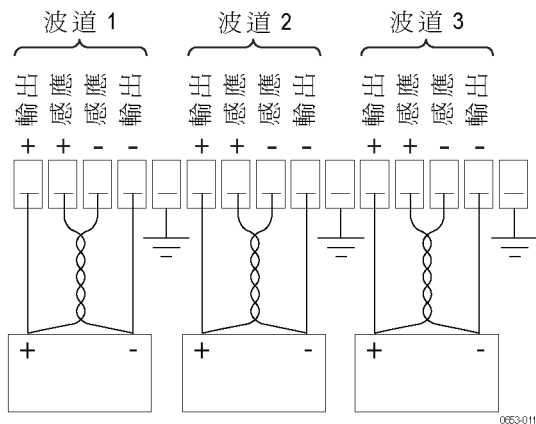 波道 1 波道 2 波道 3
輸出 感應 感應 輸出 輸出 感應 感應 輸出 輸出 感應 感應 輸出
+ + - - + + - - + + - -
+ - + - + -
0653-011